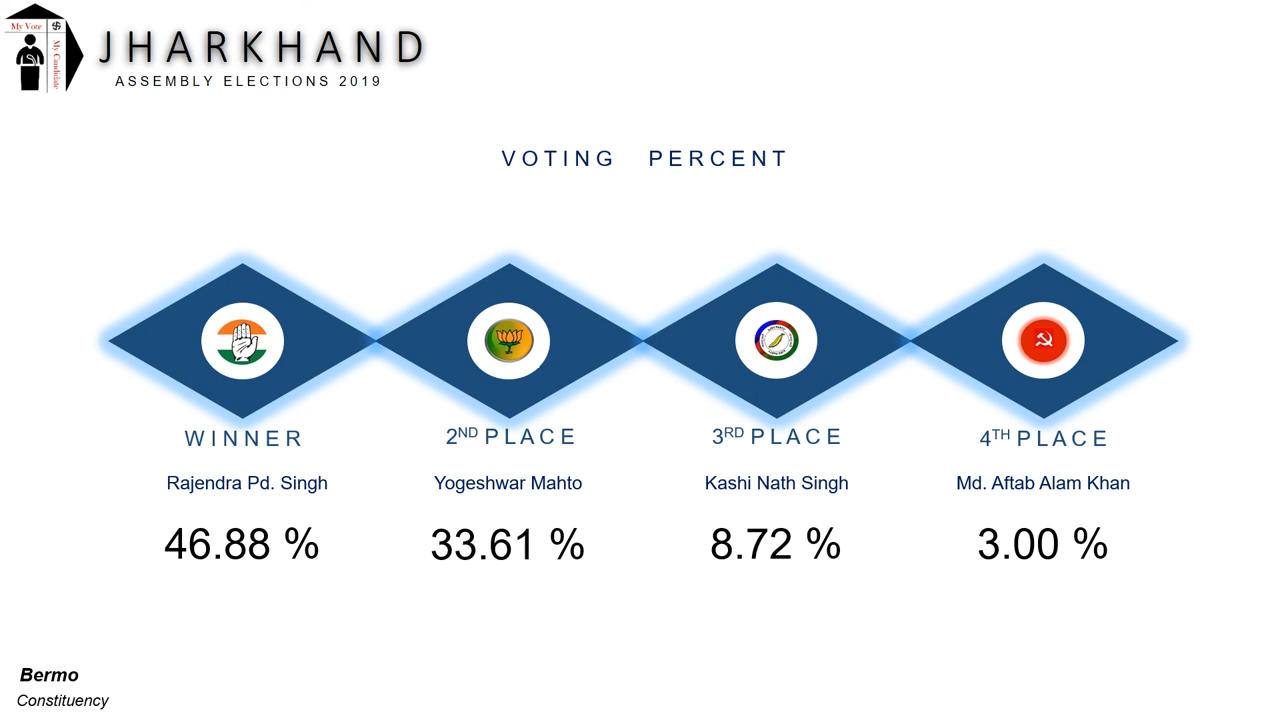 My Vote
My Candidate
JHARKHAND
ASSEMBLY ELECTIONS 2019
VOTING PERCENT
WINNER
2ND PLACE
3RD PLACE
4TH PLACE
Rajendra Pd. Singh
Yogeshwar Mahto
Kashi Nath Singh
Md. Aftab Alam Khan
46.88 %
33.61 %
8.72 %
3.00 %
Bermo
Constituency